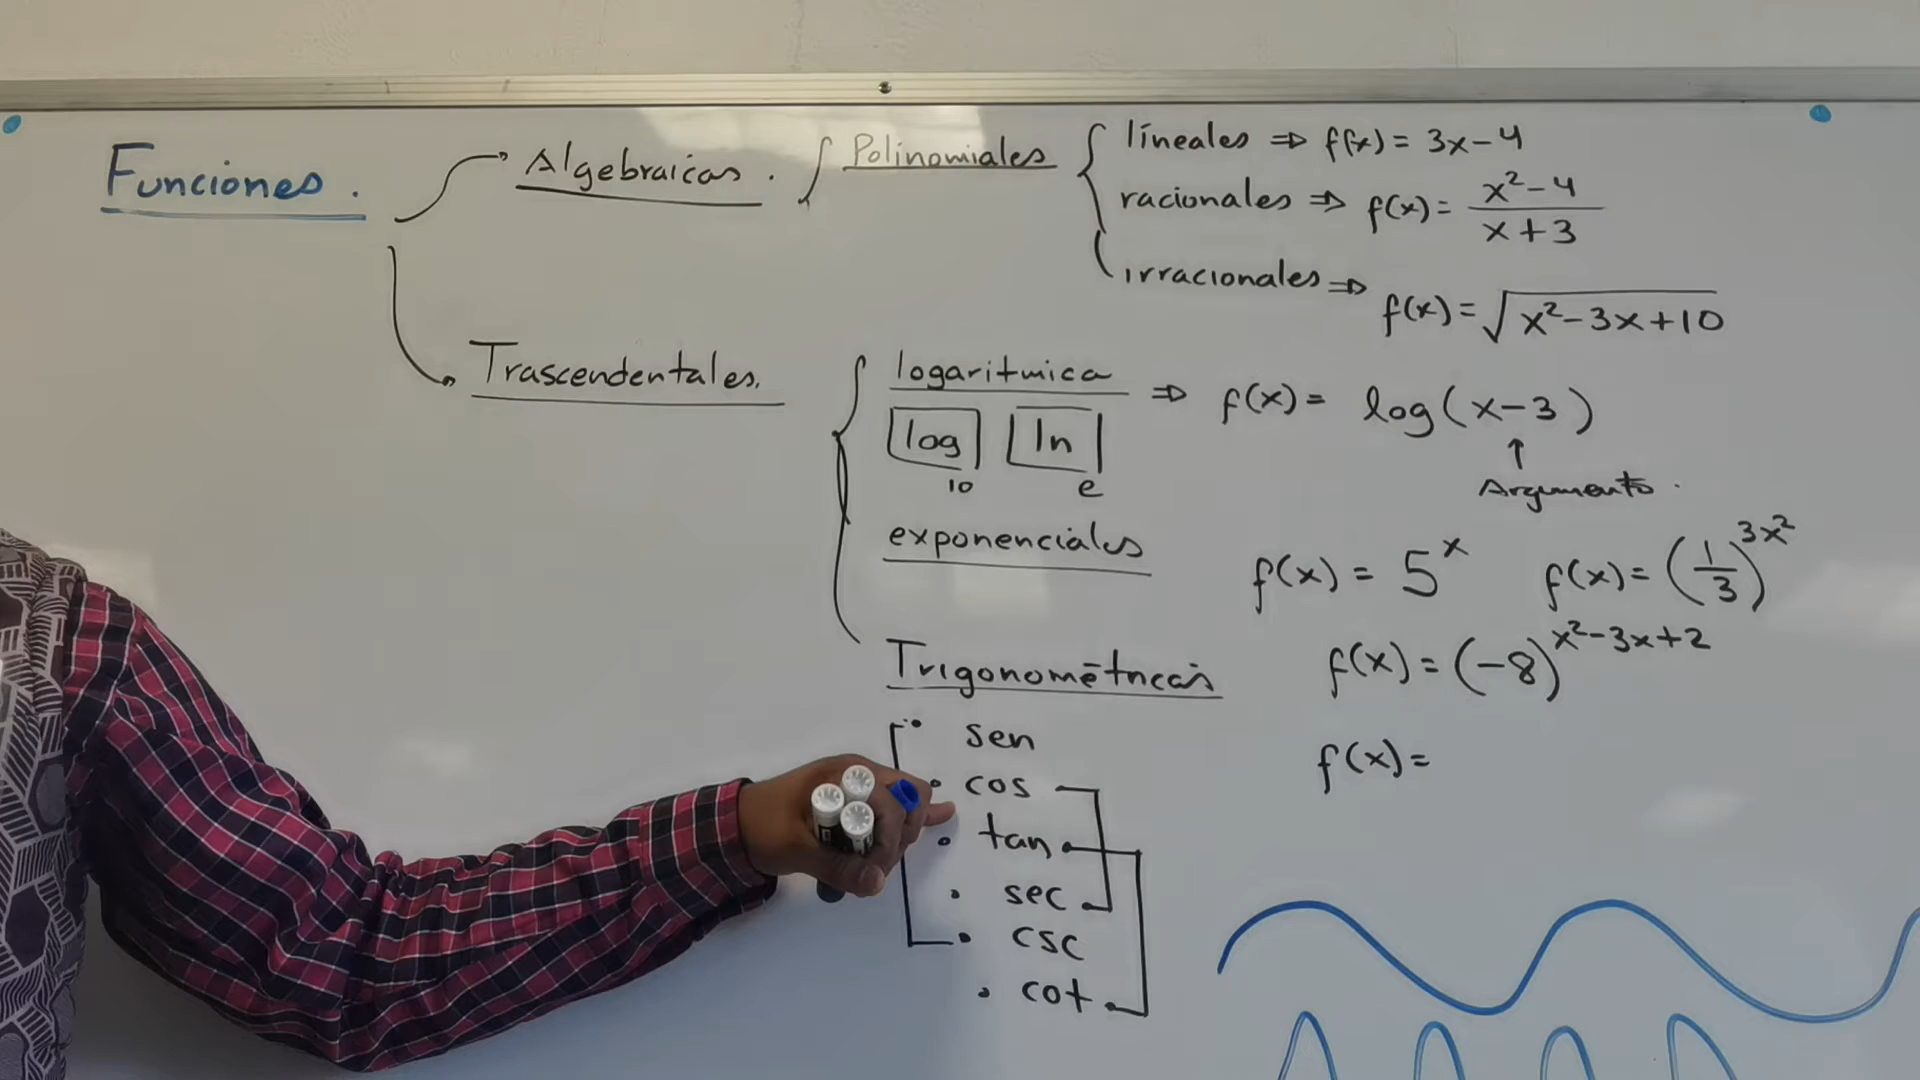 Funciones.
Algebraicas.
Polinomiales
líneales ⇒ f(x) = 3x-4
racionales ⇒ f(x) = x²-4 / x+3
irracionales ⇒ f(x) = √x²-3x+10
Trascendentales.
logaritmica ⇒ f(x) = log(x-3)
log 10 ln e
↑
Argumento.
exponenciales
f(x) = 5^x f(x) = (1/3)^3x²
f(x) = (-8)^x²-3x+2
Trigonométricas
f(x) =
sen
cos
tan
sec
csc
cot